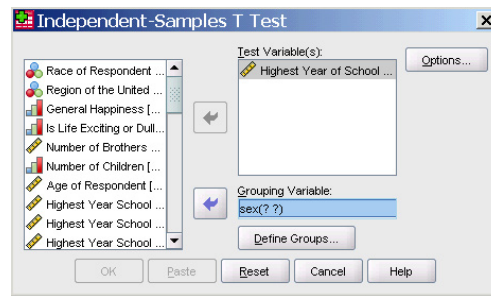 Independent-Samples T Test
Race of Respondent ...
Region of the United ...
General Happiness [...
Is Life Exciting or Dull...
Number of Brothers ...
Number of Children [...
Age of Respondent [...
Highest Year School ...
Highest Year School ...
Highest Year School ...
Test Variable(s):
Highest Year of School ...
Options...
Grouping Variable:
sex(? ?)
Define Groups...
OK
Paste
Reset
Cancel
Help